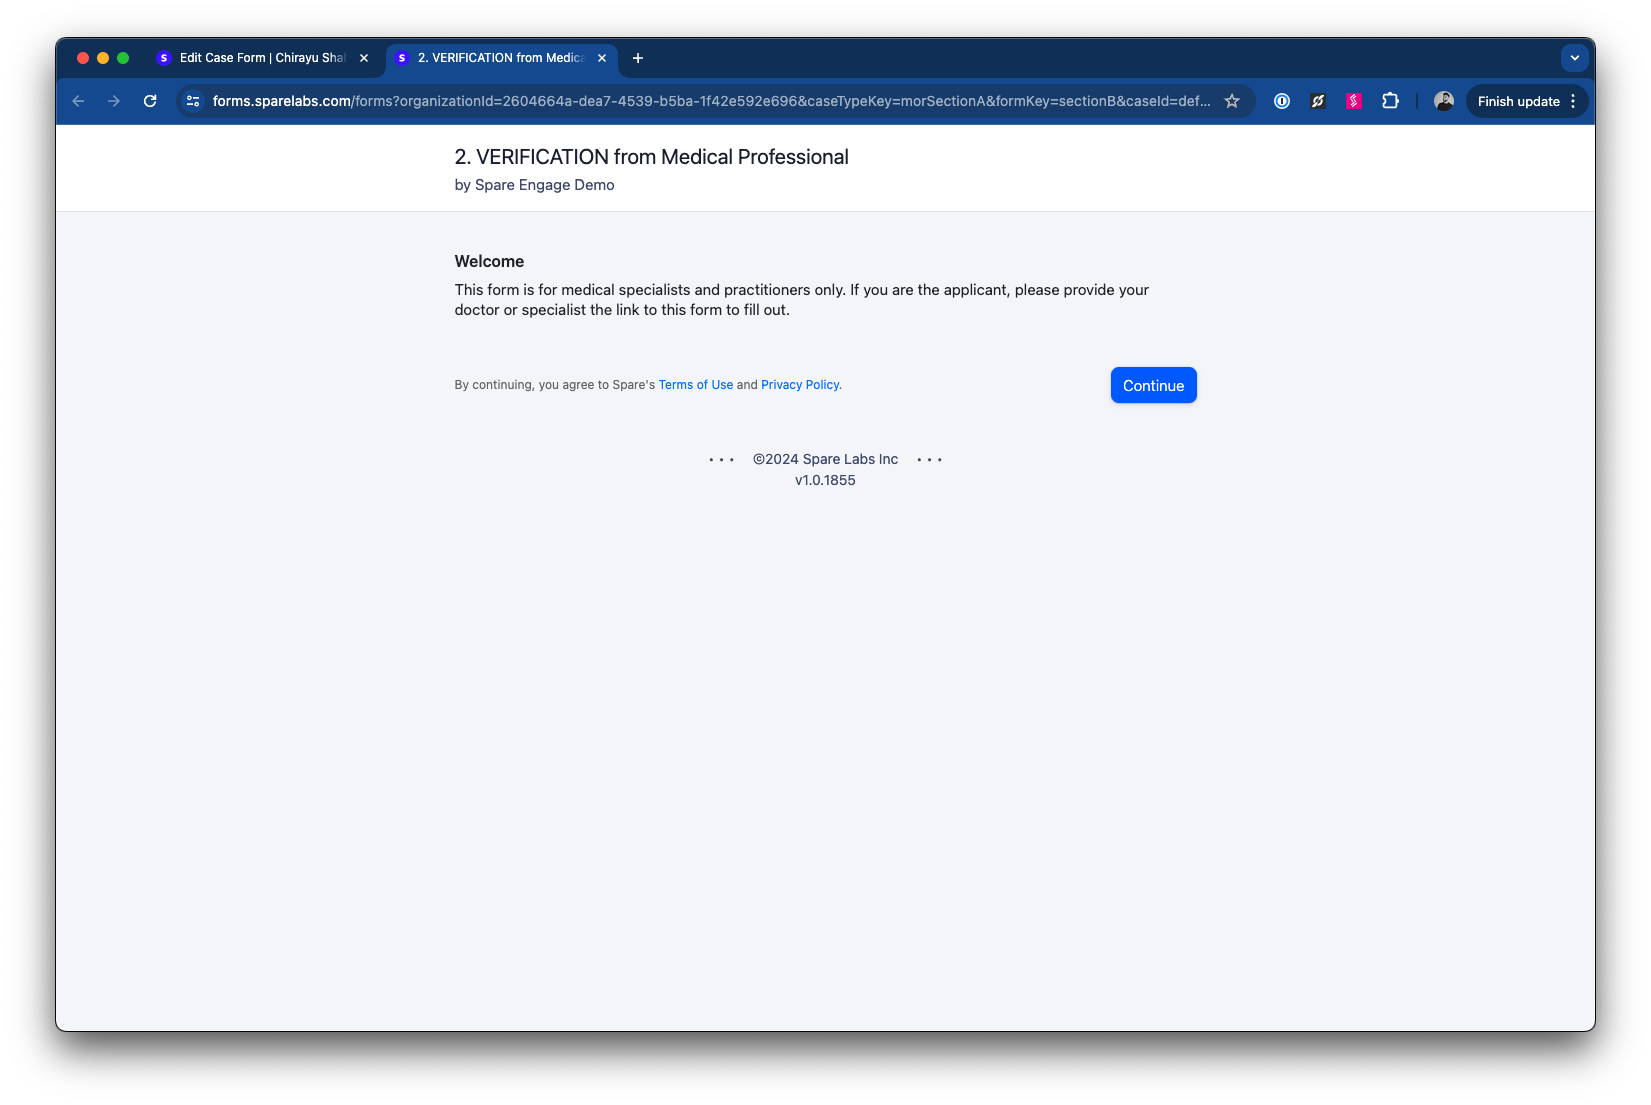 Edit Case Form | Chirayu Sha
2. VERIFICATION from Medica
forms.sparelabs.com/forms?organizationId=2604664a-dea7-4539-b5ba-1f42e592e696&caseTypeKey=morSectionA&formKey=sectionB&caseId=def...
Finish update
2. VERIFICATION from Medical Professional
by Spare Engage Demo
Welcome
This form is for medical specialists and practitioners only. If you are the applicant, please provide your
doctor or specialist the link to this form to fill out.
By continuing, you agree to Spare's Terms of Use and Privacy Policy.
Continue
• • • ©2024 Spare Labs Inc • • •
v1.0.1855